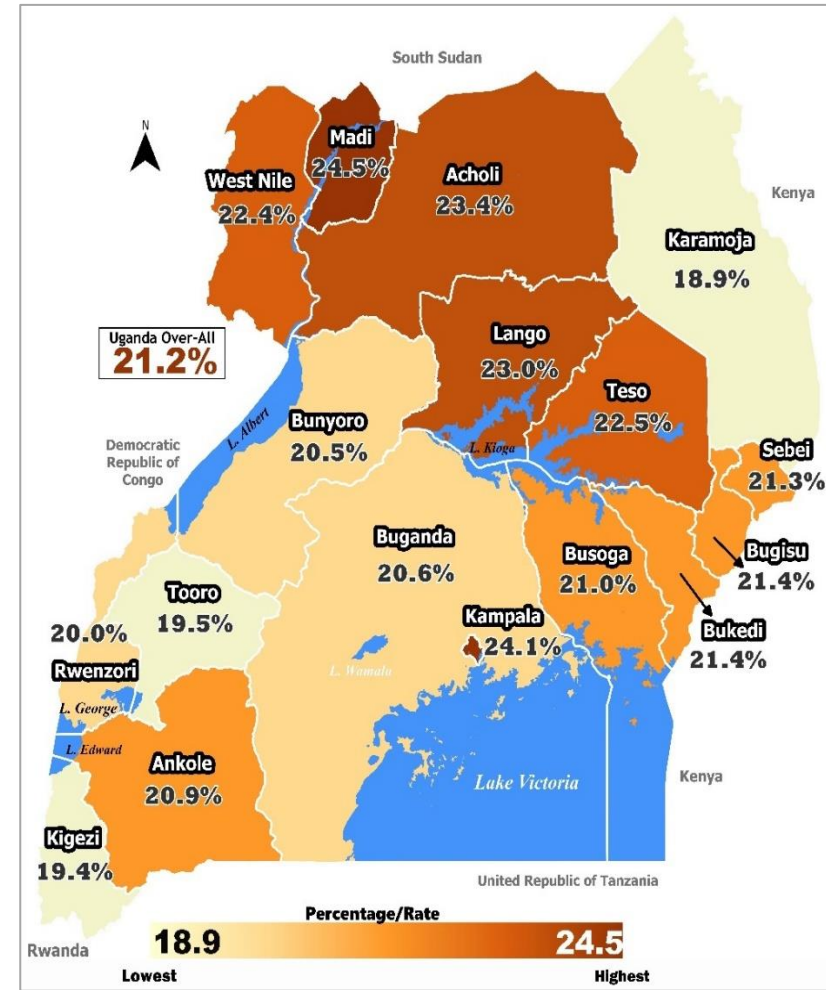 South Sudan
N
Madi
24.5%
West Nile
22.4%
Acholi
23.4%
Kenya
Karamoja
18.9%
Uganda Over-All
21.2%
Lango
23.0%
Teso
22.5%
L. Albert
Bunyoro
20.5%
L. Kioga
Democratic
Republic of
Congo
Sebei
21.3%
Buganda
20.6%
Busoga
21.0%
Bugisu
21.4%
Tooro
19.5%
Kampala
24.1%
Bukedi
21.4%
20.0%
Rwenzori
L. Wamala
L. George
L. Edward
Ankole
20.9%
Lake Victoria
Kenya
Kigezi
19.4%
United Republic of Tanzania
Percentage/Rate
18.9
24.5
Rwanda
Lowest
Highest